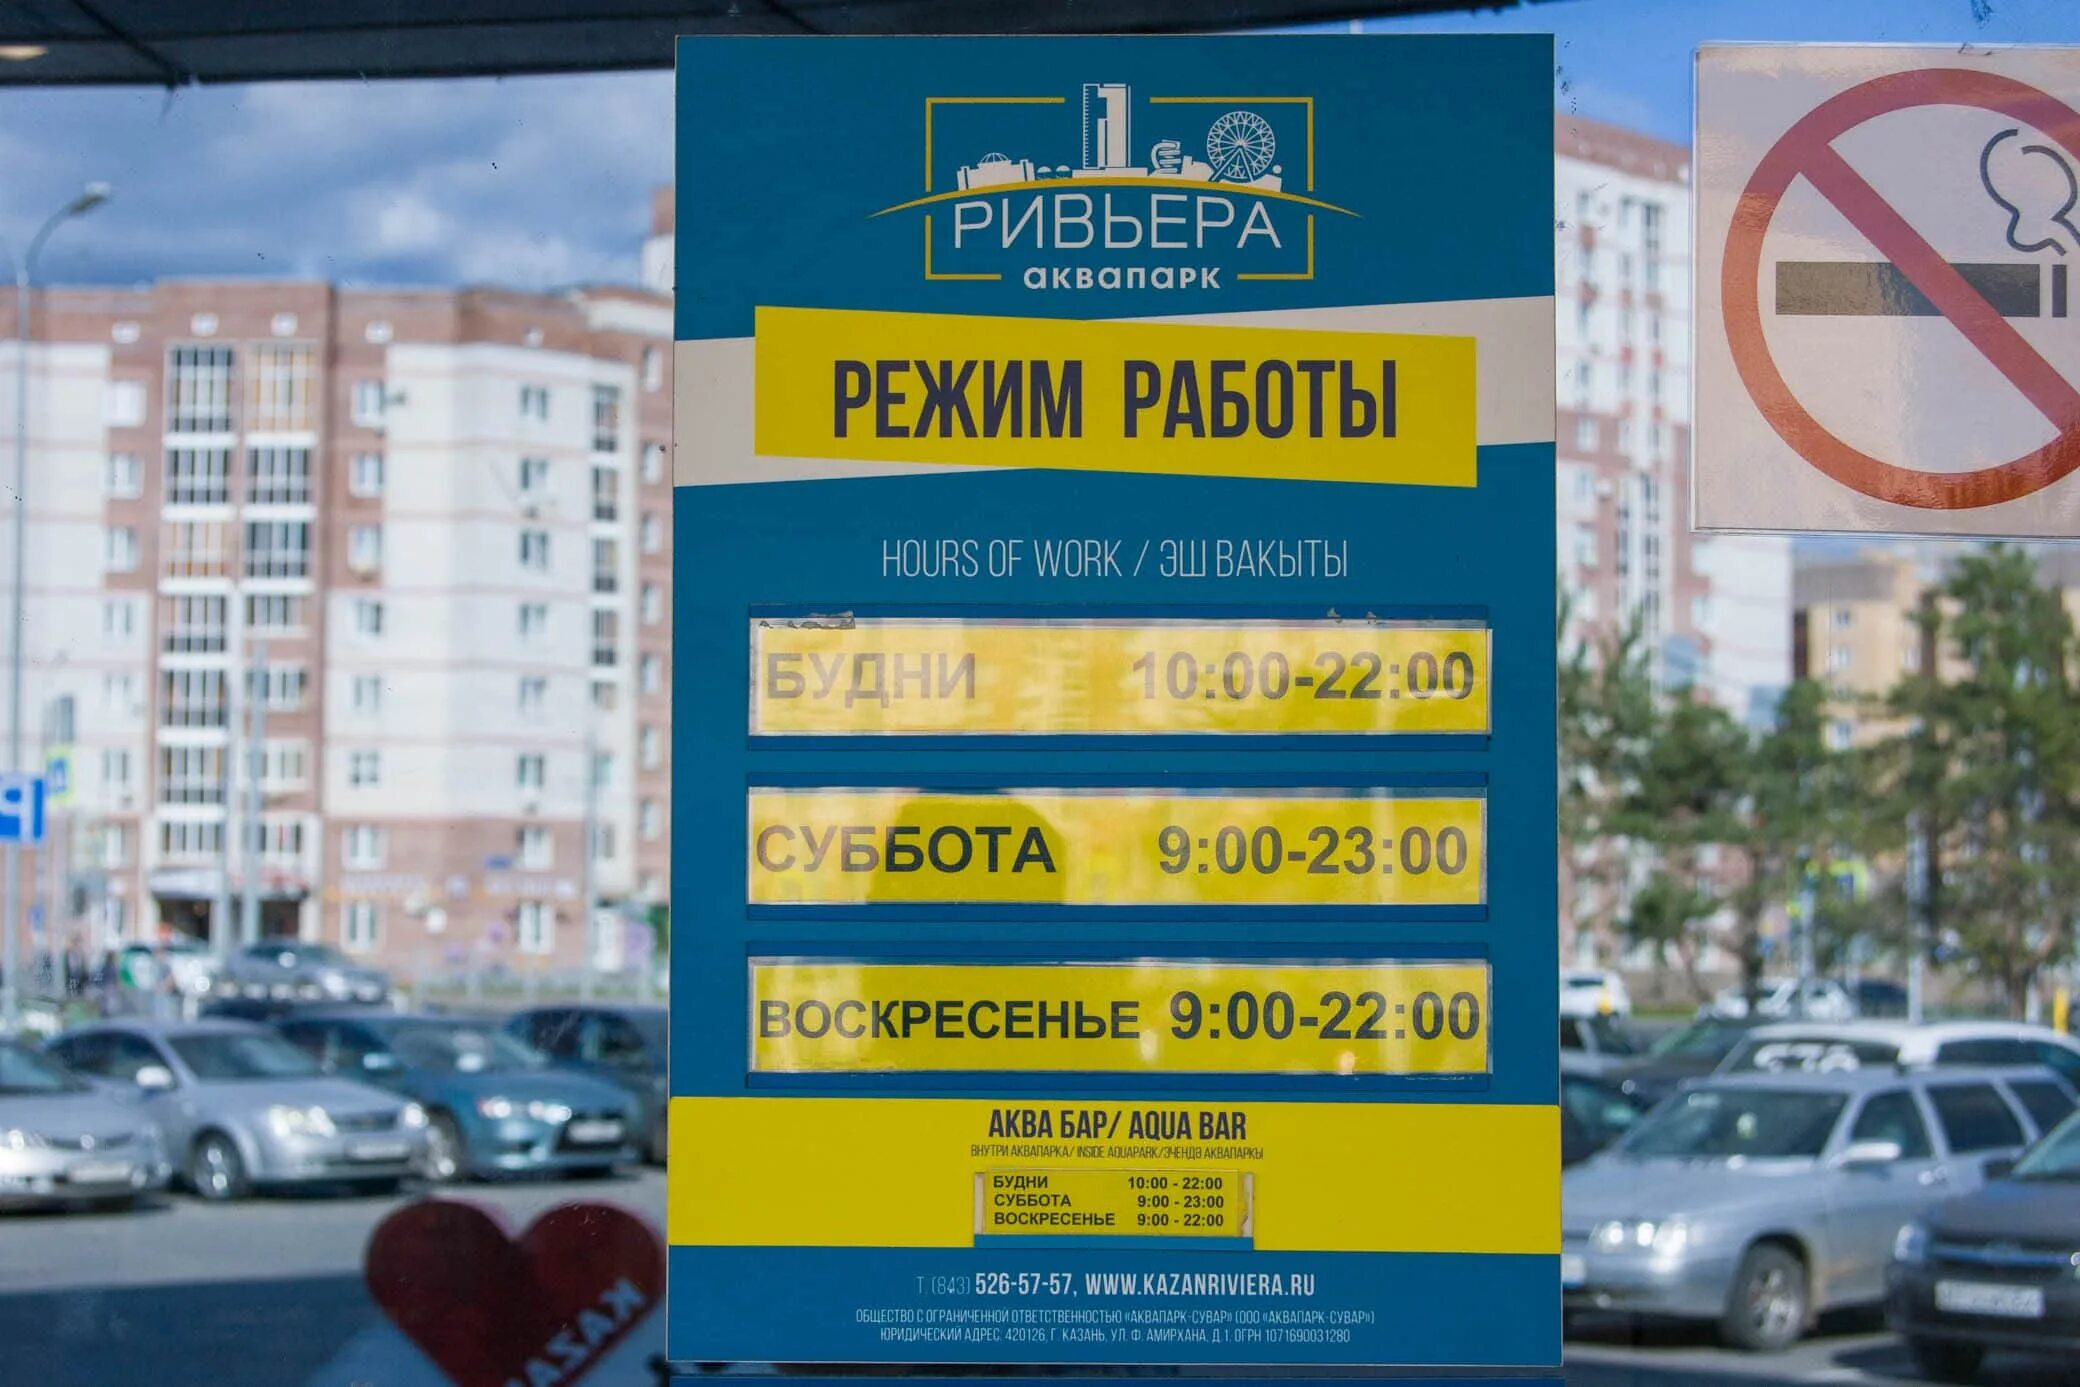 РИВЬЕРА
аквапарк
РЕЖИМ РАБОТЫ
HOURS OF WORK / ЭШ ВАКЫТЫ
БУДНИ 10:00-22:00
СУББОТА 9:00-23:00
ВОСКРЕСЕНЬЕ 9:00-22:00
АКВА БАР/ AQUA BAR
ВНУТРИ АКВАПАРКА/ INSIDE AQUAPARK/ЭЧЕНДӘ АКВАПАРКЫ
БУДНИ 10:00 - 22:00
СУББОТА 9:00 - 23:00
ВОСКРЕСЕНЬЕ 9:00 - 22:00
Т. (843) 526-57-57, WWW.KAZANRIVIERA.RU
ОБЩЕСТВО С ОГРАНИЧЕННОЙ ОТВЕТСТВЕННОСТЬЮ «АКВАПАРК-СУВАР» (ООО «АКВАПАРК-СУВАР»)
ЮРИДИЧЕСКИЙ АДРЕС: 420126, Г. КАЗАНЬ, УЛ. Ф. АМИРХАНА, Д.1. ОГРН 1071690031280
P